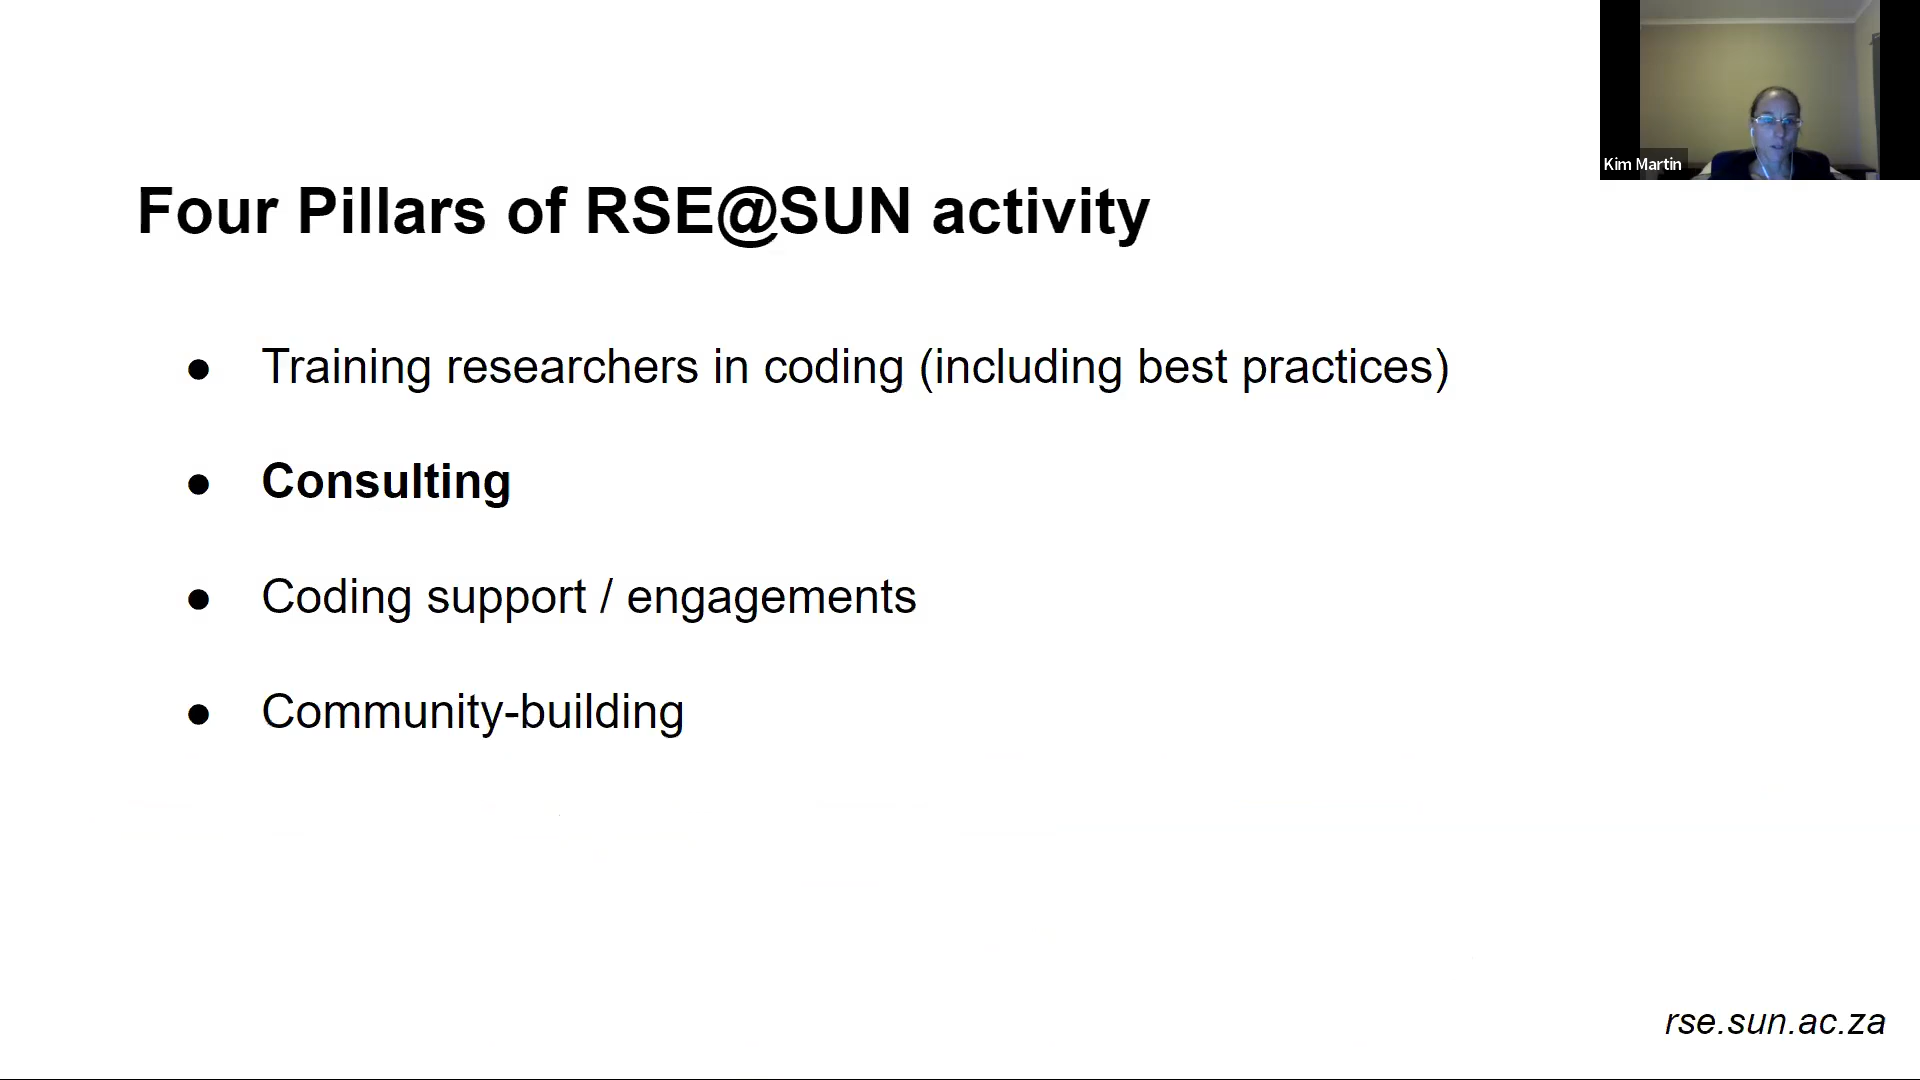 Kim Martin
Four Pillars of RSE@SUN activity
● Training researchers in coding (including best practices)
● Consulting
● Coding support / engagements
● Community-building
rse.sun.ac.za